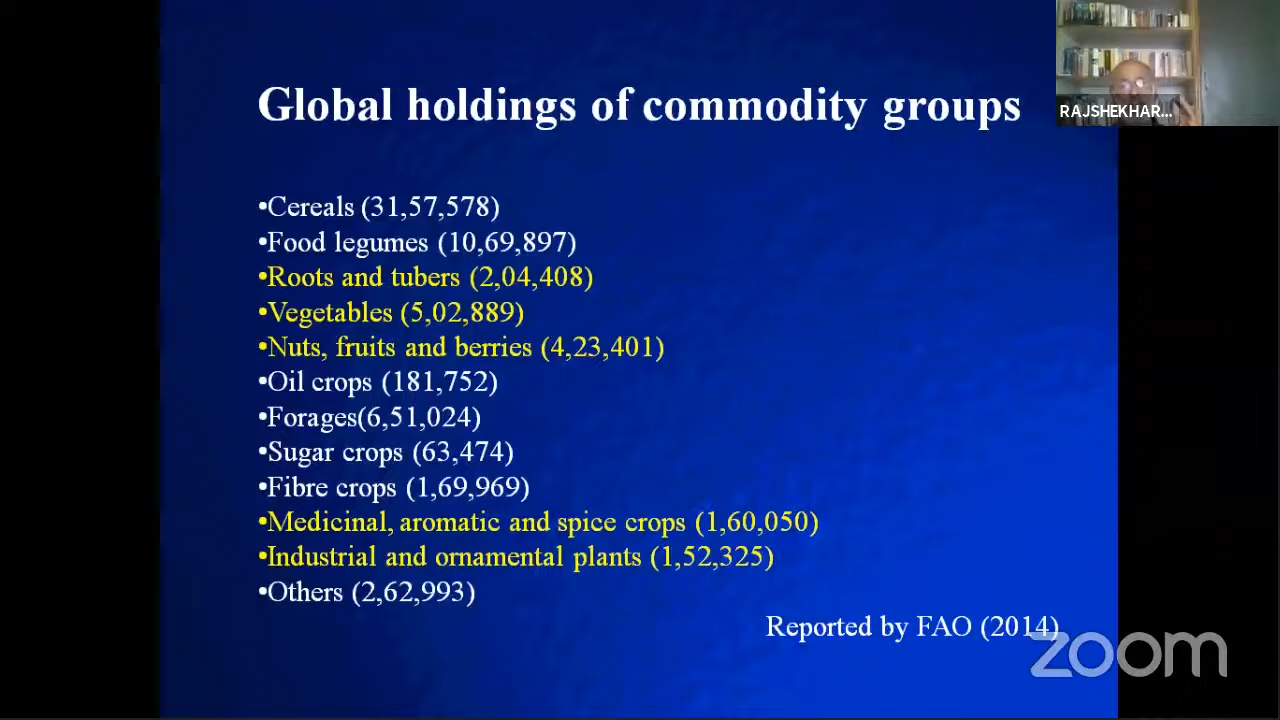 Global holdings of commodity groups
RAJSHEKHAR...
•Cereals (31,57,578)
•Food legumes (10,69,897)
•Roots and tubers (2,04,408)
•Vegetables (5,02,889)
•Nuts, fruits and berries (4,23,401)
•Oil crops (181,752)
•Forages(6,51,024)
•Sugar crops (63,474)
•Fibre crops (1,69,969)
•Medicinal, aromatic and spice crops (1,60,050)
•Industrial and ornamental plants (1,52,325)
•Others (2,62,993)
Reported by FAO (2014)
zoom